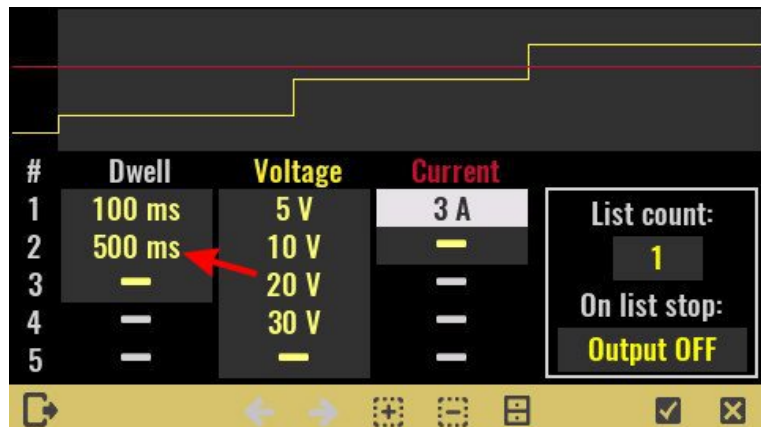 # Dwell Voltage Current
1 100 ms 5 V 3 A
2 500 ms 10 V
3 20 V
4 30 V
5
List count:
1
On list stop:
Output OFF